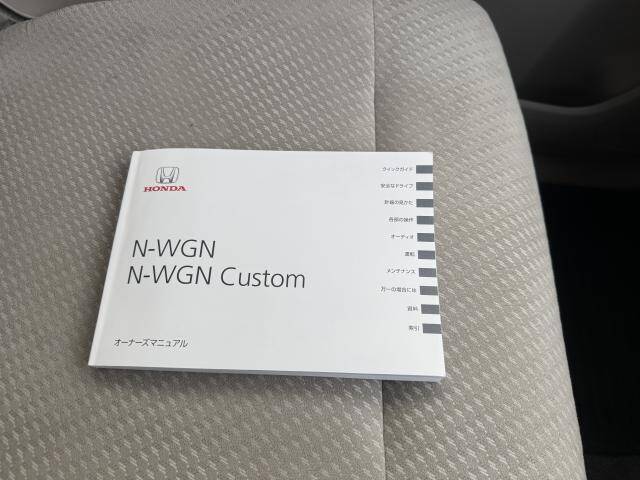 HONDA
N-WGN
N-WGN Custom
オーナーズマニュアル
クイックガイド
安全なドライブ
計器の見かた
各部の操作
オーディオ
運転
メンテナンス
万一の場合には
資料
索引